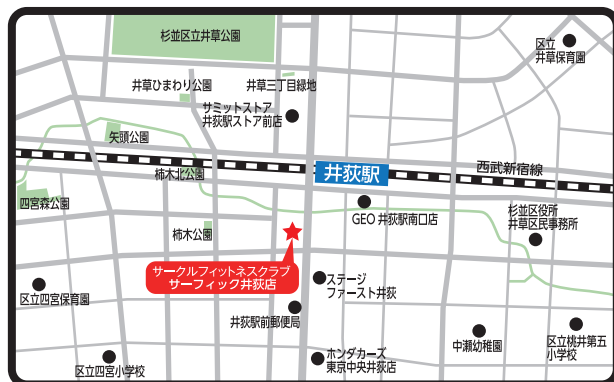 杉並区立井草公園
区立
井草保育園
井草ひまわり公園
井草三丁目緑地
サミットストア
井荻駅ストア前店
矢頭公園
井荻駅
西武新宿線
柿木北公園
四宮森公園
GEO 井荻駅南口店
杉並区役所
井草区民事務所
柿木公園
サークルフィットネスクラブ
サーフィック井荻店
ステージ
ファースト井荻
区立四宮保育園
井荻駅前郵便局
中瀬幼稚園
区立桃井第五
小学校
ホンダカーズ
東京中央井荻店
区立四宮小学校